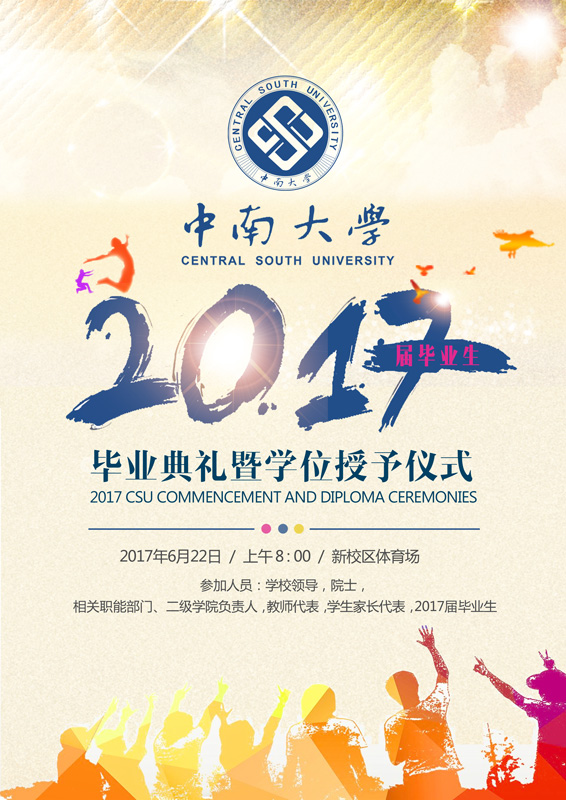 CENTRAL SOUTH UNIVERSITY
中南大学
中南大學
CENTRAL SOUTH UNIVERSITY
2017
届毕业生
毕业典礼暨学位授予仪式
2017 CSU COMMENCEMENT AND DIPLOMA CEREMONIES
2017年6月22日 / 上午8:00 / 新校区体育场
参加人员:学校领导,院士,
相关职能部门、二级学院负责人,教师代表,学生家长代表,2017届毕业生